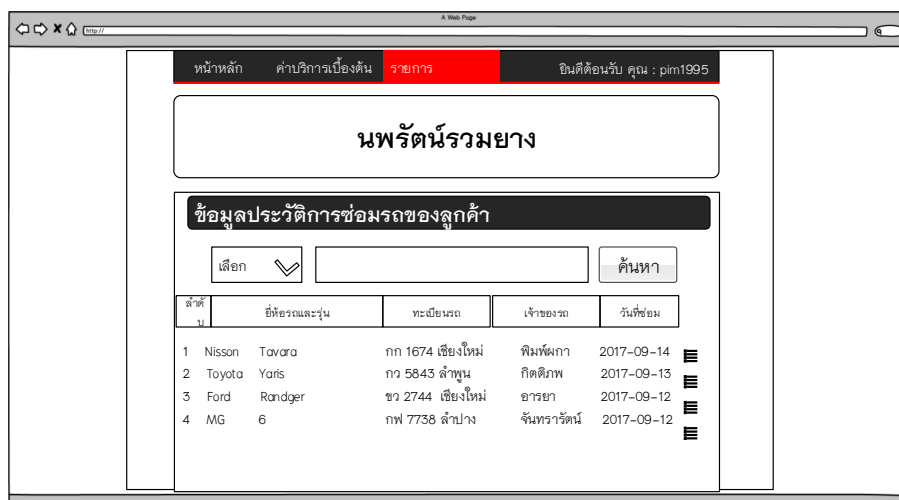 A Web Page
http://
หน้าหลัก ค่าบริการเบื้องต้น รายการ ยินดีต้อนรับ คุณ : pim1995
นพรัตน์รวมยาง
ข้อมูลประวัติการซ่อมรถของลูกค้า
เลือก ค้นหา
ลำดับ ยี่ห้อรถและรุ่น ทะเบียนรถ เจ้าของรถ วันที่ซ่อม
1 Nisson Tavara กก 1674 เชียงใหม่ พิมพ์ผกา 2017-09-14
2 Toyota Yaris กว 5843 ลำพูน กิตติภพ 2017-09-13
3 Ford Randger ขว 2744 เชียงใหม่ อารยา 2017-09-12
4 MG 6 กฟ 7738 ลำปาง จันทรารัตน์ 2017-09-12